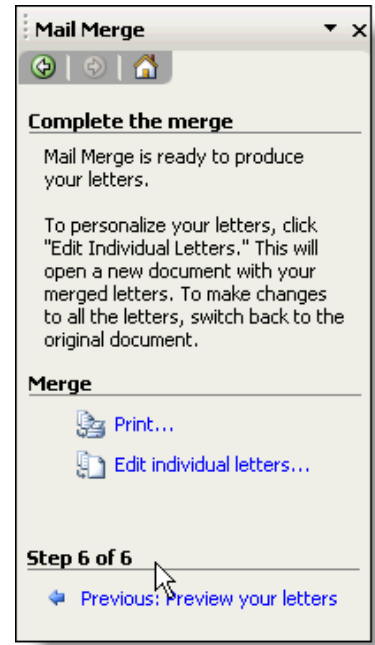 Mail Merge
Complete the merge
Mail Merge is ready to produce
your letters.
To personalize your letters, click
"Edit Individual Letters." This will
open a new document with your
merged letters. To make changes
to all the letters, switch back to the
original document.
Merge
Print...
Edit individual letters...
Step 6 of 6
Previous: Preview your letters